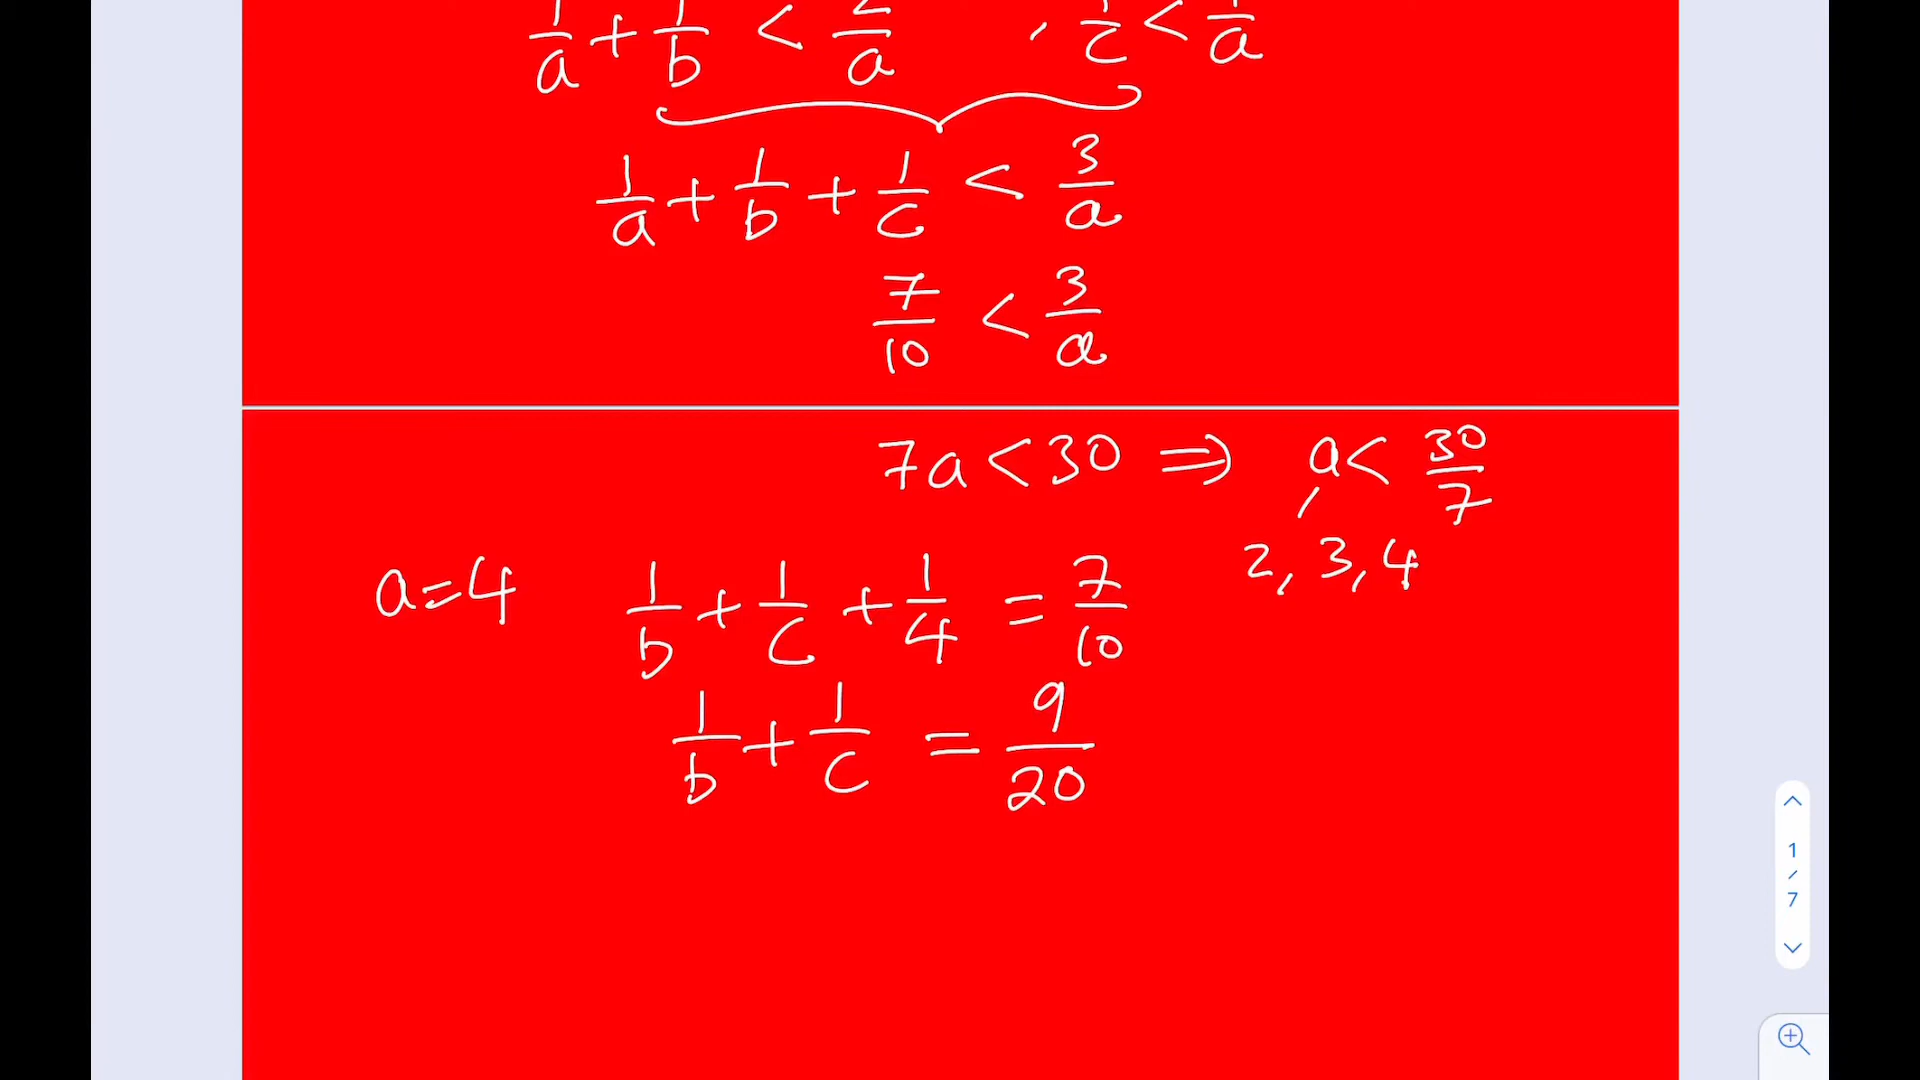 1/a + 1/b < 2/a , 1/c < 1/a
1/a + 1/b + 1/c < 3/a
7/10 < 3/a
7a < 30 ⇒ a < 30/7
2, 3, 4
a = 4 1/b + 1/c + 1/4 = 7/10
1/b + 1/c = 9/20
1
/
7